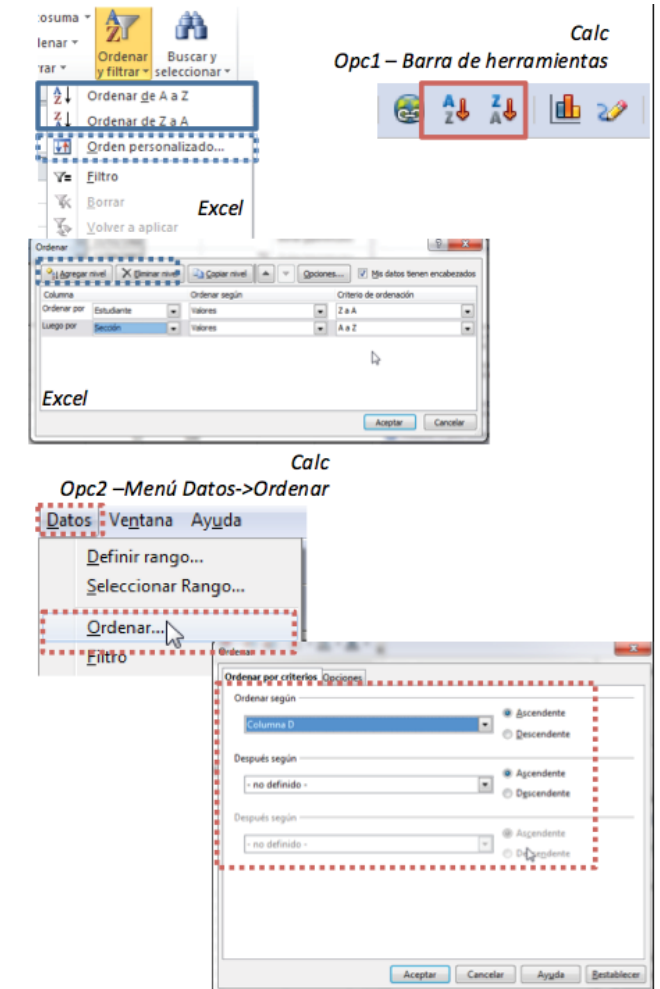 Calc
Opc1 – Barra de herramientas
Ordenar y filtrar
Buscar y seleccionar
Ordenar de A a Z
Ordenar de Z a A
Orden personalizado...
Filtro
Borrar
Volver a aplicar
Excel
Ordenar
Agregar nivel Eliminar nivel Copiar nivel Opciones... Mis datos tienen encabezados
Columna Ordenar según Criterio de ordenación
Ordenar por Estudiante Valores Z a A
Luego por Sección Valores A a Z
Excel
Aceptar Cancelar
Calc
Opc2 –Menú Datos->Ordenar
Datos Ventana Ayuda
Definir rango...
Seleccionar Rango...
Ordenar...
Filtro
Ordenar
Ordenar por criterios Opciones
Ordenar según
Columna D
Ascendente
Descendente
Después según
- no definido -
Ascendente
Descendente
Después según
- no definido -
Ascendente
Descendente
Aceptar Cancelar Ayuda Restablecer